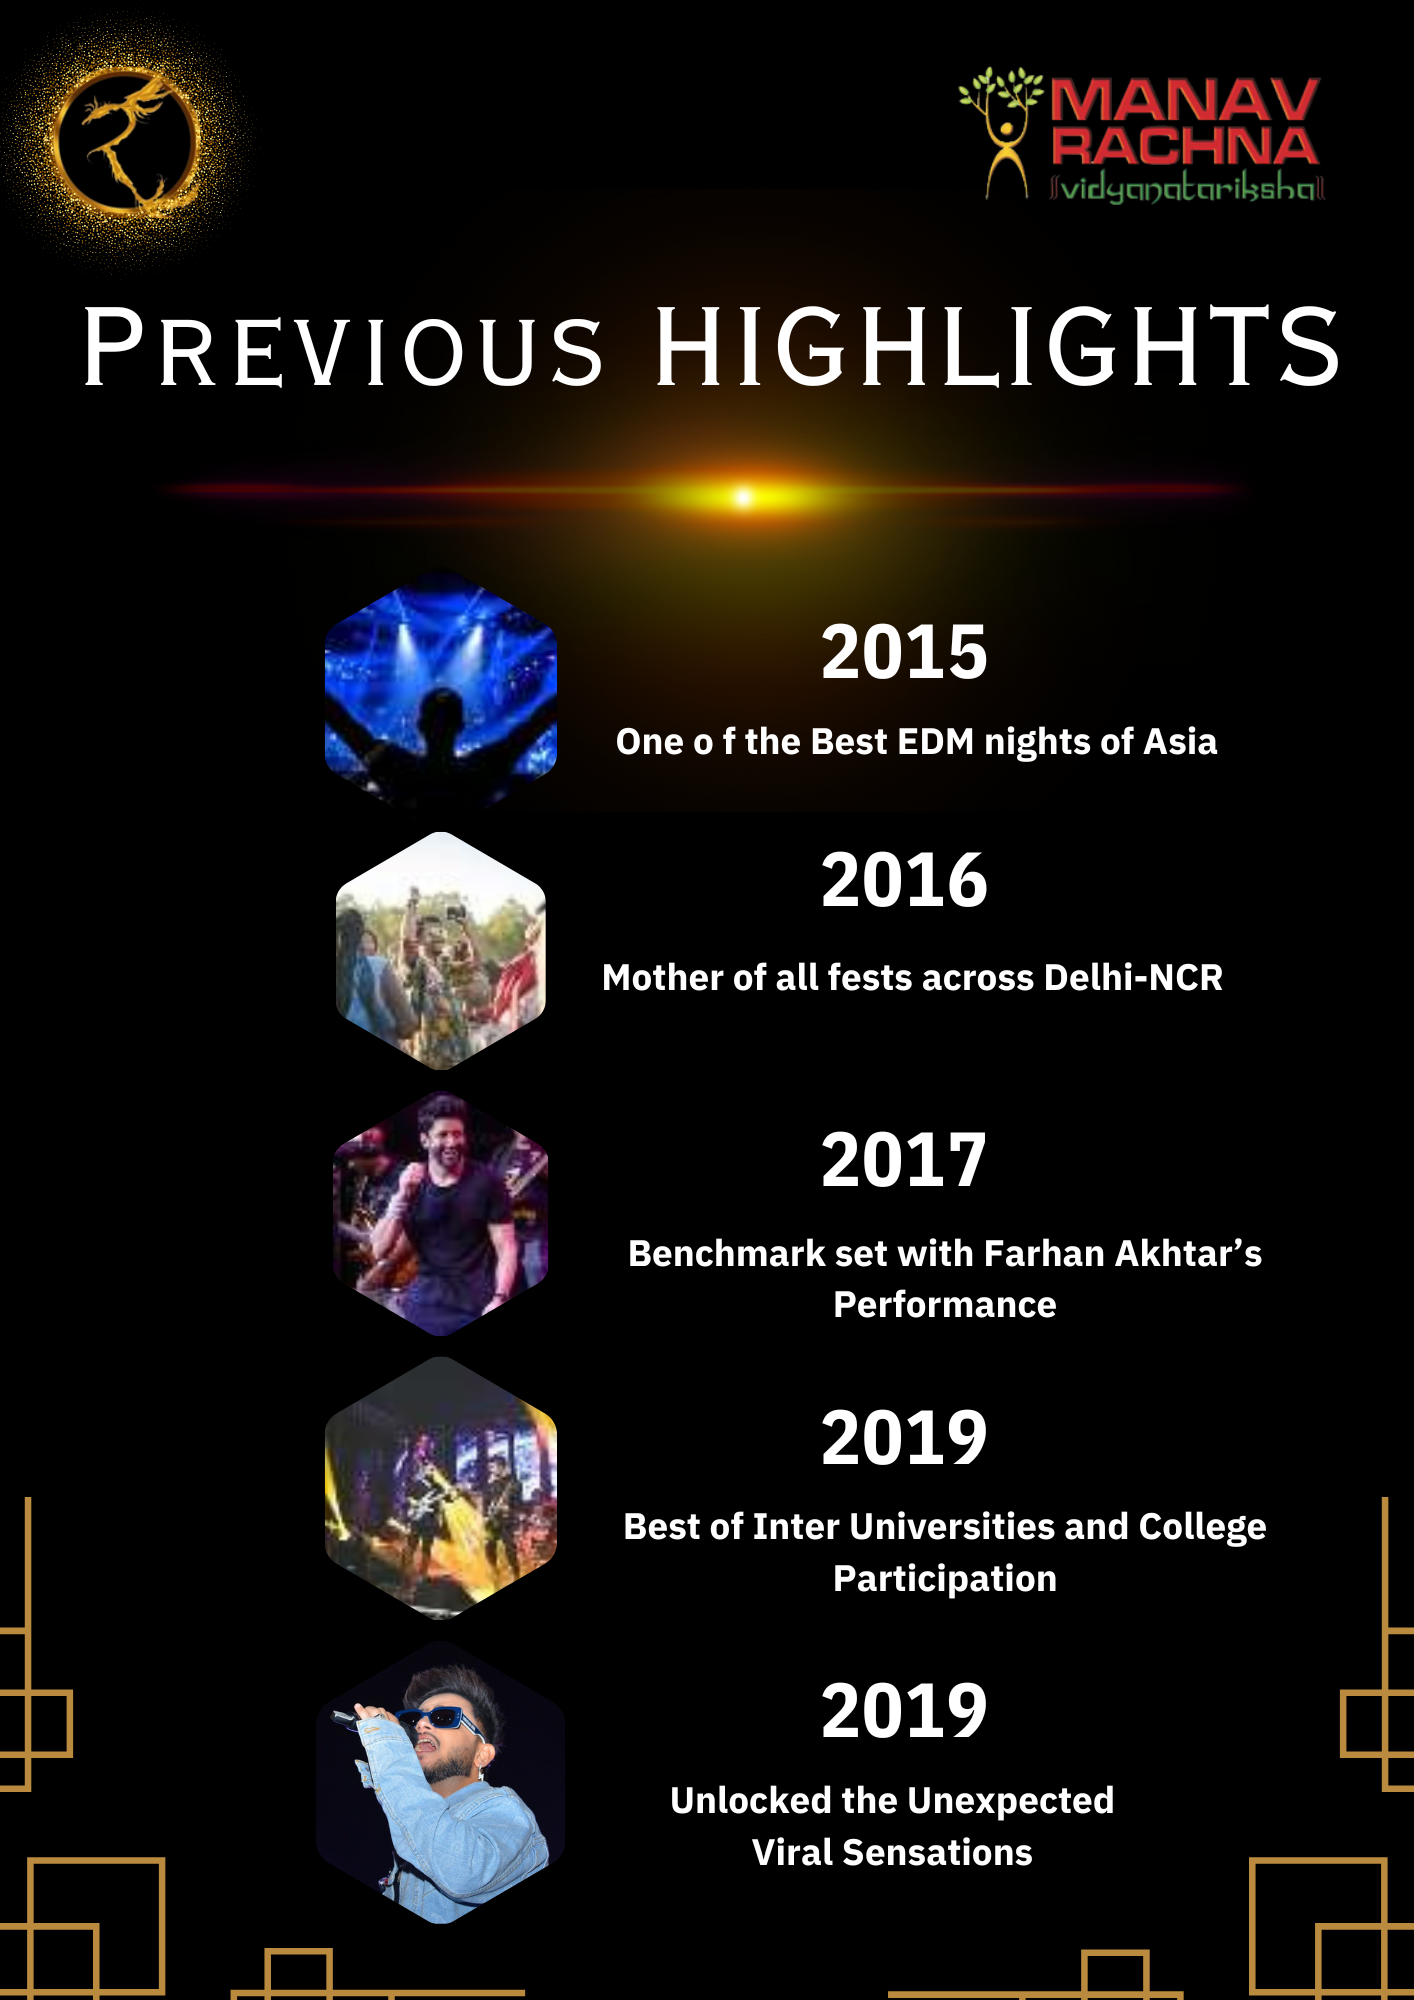 MANAV
RACHNA
vidyanatariksha
PREVIOUS HIGHLIGHTS
2015
One o f the Best EDM nights of Asia
2016
Mother of all fests across Delhi-NCR
2017
Benchmark set with Farhan Akhtar’s
Performance
2019
Best of Inter Universities and College
Participation
2019
Unlocked the Unexpected
Viral Sensations